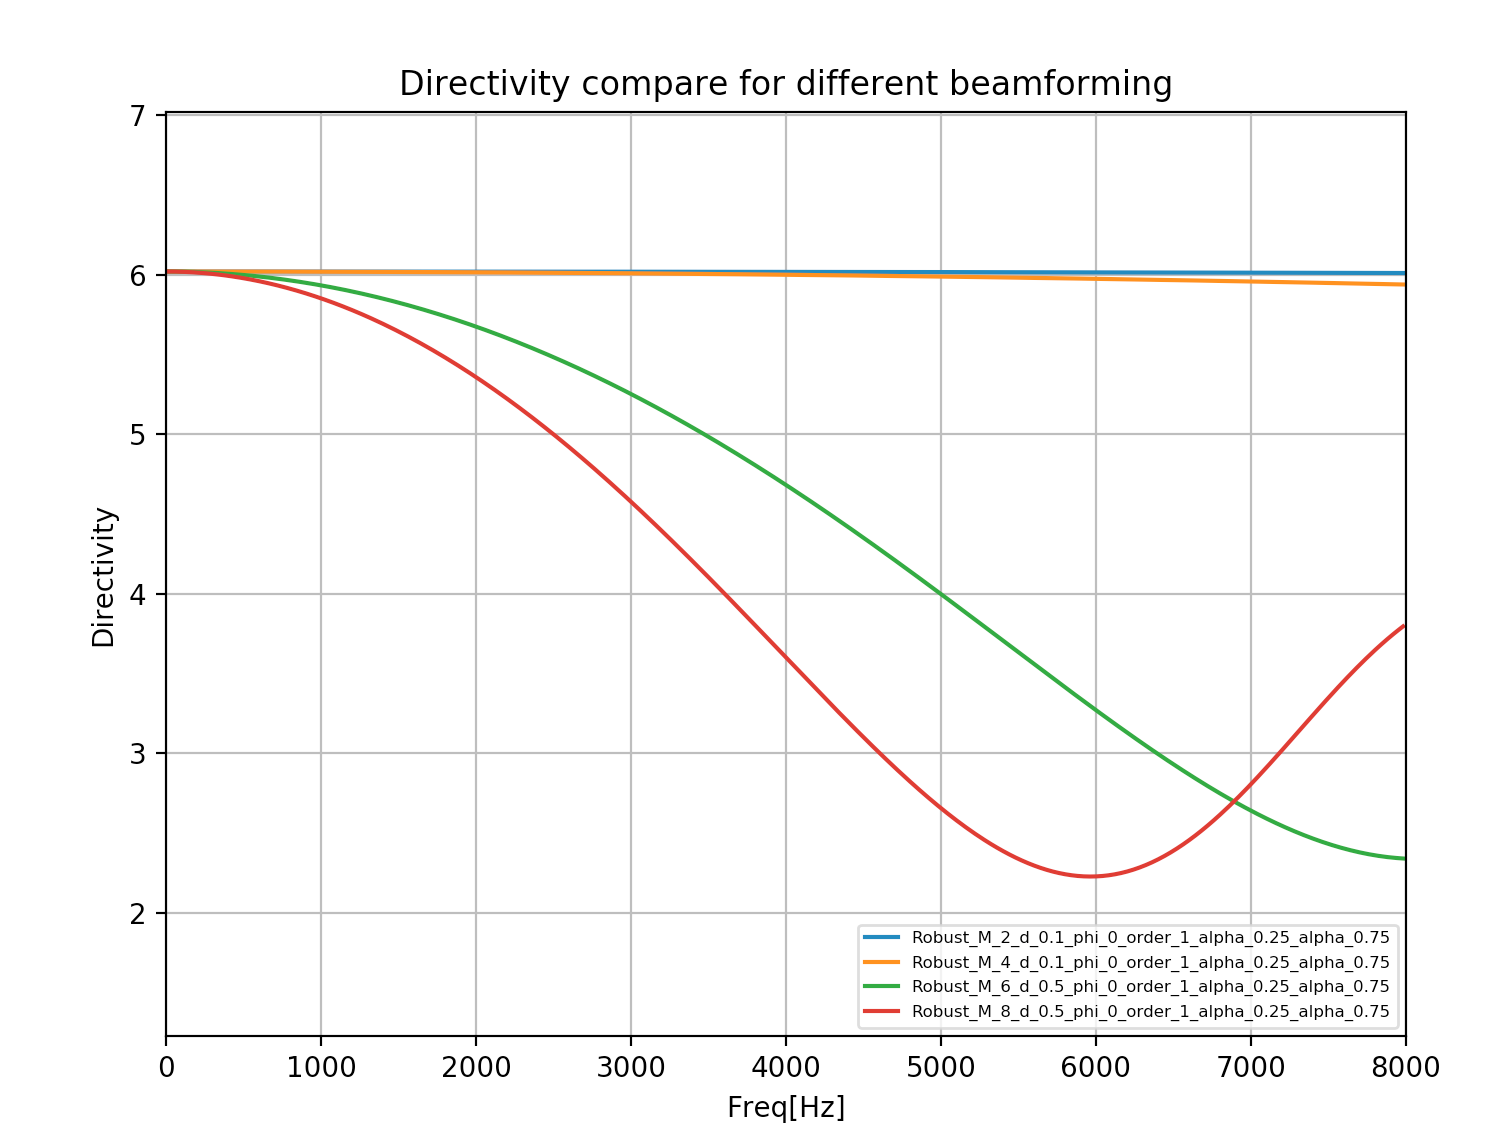 Directivity compare for different beamforming
7
6
5
4
3
2
Directivity
Robust_M_2_d_0.1_phi_0_order_1_alpha_0.25_alpha_0.75
Robust_M_4_d_0.1_phi_0_order_1_alpha_0.25_alpha_0.75
Robust_M_6_d_0.5_phi_0_order_1_alpha_0.25_alpha_0.75
Robust_M_8_d_0.5_phi_0_order_1_alpha_0.25_alpha_0.75
0 1000 2000 3000 4000 5000 6000 7000 8000
Freq[Hz]